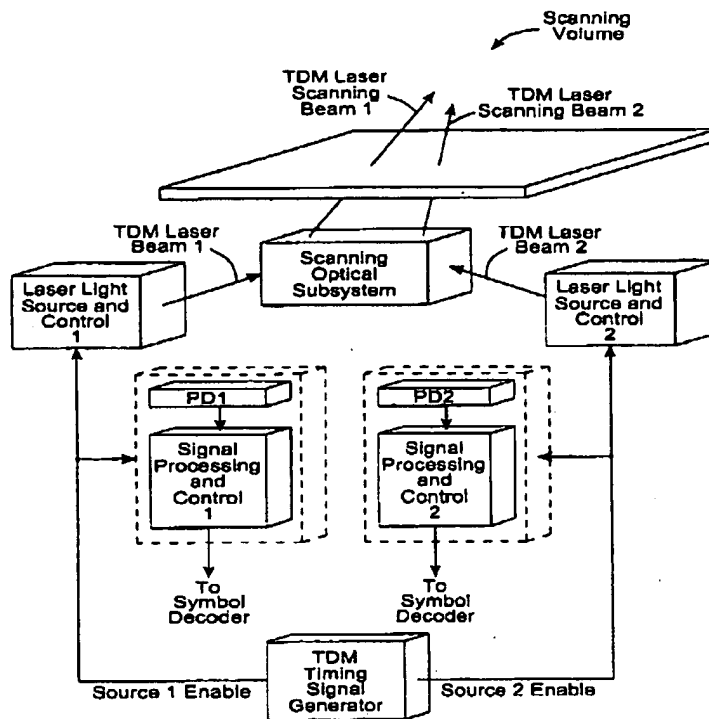 Scanning
Volume
TDM Laser
Scanning
Beam 1
TDM Laser
Scanning Beam 2
TDM Laser
Beam 1
TDM Laser
Beam 2
Scanning
Optical
Subsystem
Laser Light
Source and
Control
1
Laser Light
Source and
Control
2
PD1
PD2
Signal
Processing
and
Control
1
Signal
Processing
and
Control
2
To
Symbol
Decoder
To
Symbol
Decoder
TDM
Timing
Signal
Generator
Source 1 Enable
Source 2 Enable